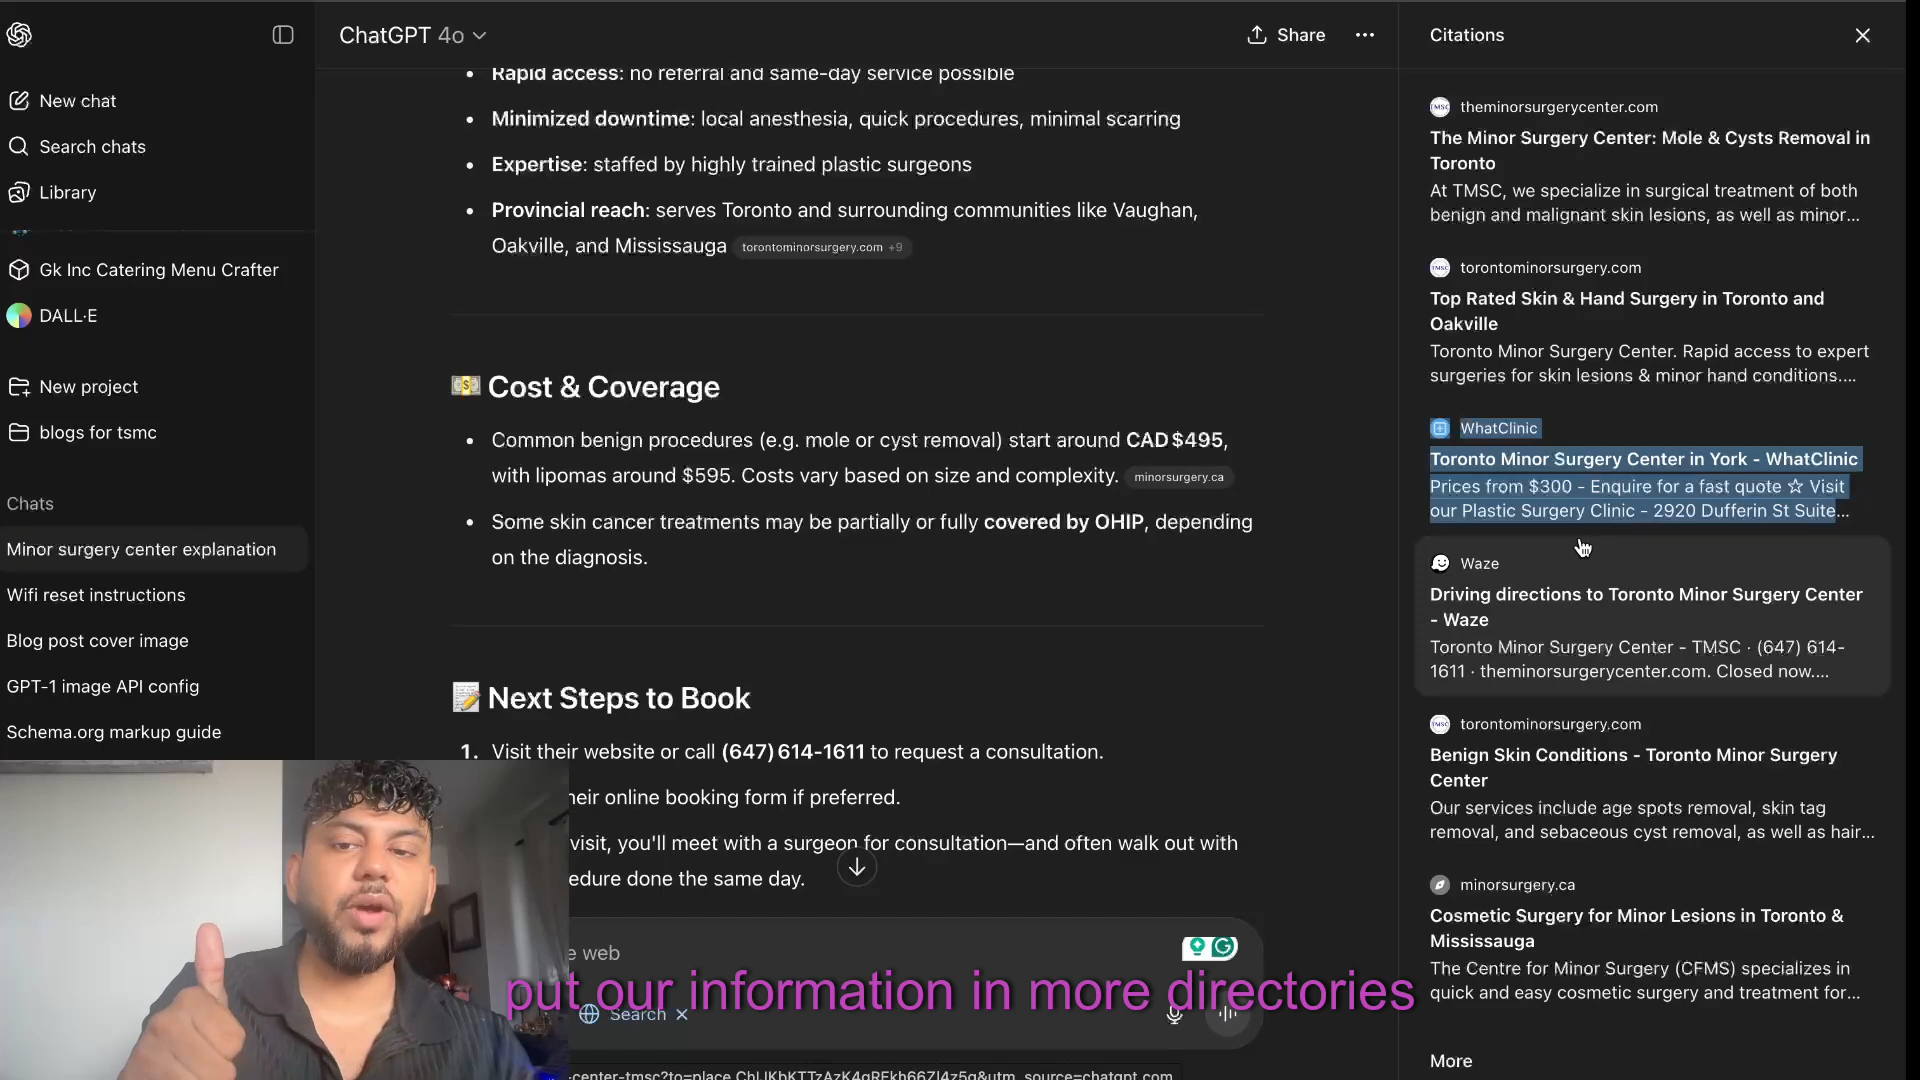 New chat
Search chats
Library
Gk Inc Catering Menu Crafter
DALL·E
New project
blogs for tsmc
Chats
Minor surgery center explanation
Wifi reset instructions
Blog post cover image
GPT-1 image API config
Schema.org markup guide
ChatGPT 4o
Share
Rapid access: no referral and same-day service possible
Minimized downtime: local anesthesia, quick procedures, minimal scarring
Expertise: staffed by highly trained plastic surgeons
Provincial reach: serves Toronto and surrounding communities like Vaughan,
Oakville, and Mississauga torontominorsurgery.com +9
Cost & Coverage
Common benign procedures (e.g. mole or cyst removal) start around CAD $495,
with lipomas around $595. Costs vary based on size and complexity. minorsurgery.ca
Some skin cancer treatments may be partially or fully covered by OHIP, depending
on the diagnosis.
Next Steps to Book
1. Visit their website or call (647) 614-1611 to request a consultation.
heir online booking form if preferred.
visit, you'll meet with a surgeon for consultation—and often walk out with
edure done the same day.
e web
put our information in more directories
Search
Citations
theminorsurgerycenter.com
The Minor Surgery Center: Mole & Cysts Removal in
Toronto
At TMSC, we specialize in surgical treatment of both
benign and malignant skin lesions, as well as minor...
torontominorsurgery.com
Top Rated Skin & Hand Surgery in Toronto and
Oakville
Toronto Minor Surgery Center. Rapid access to expert
surgeries for skin lesions & minor hand conditions....
WhatClinic
Toronto Minor Surgery Center in York - WhatClinic
Prices from $300 - Enquire for a fast quote ☆ Visit
our Plastic Surgery Clinic - 2920 Dufferin St Suite...
Waze
Driving directions to Toronto Minor Surgery Center
- Waze
Toronto Minor Surgery Center - TMSC · (647) 614-
1611 · theminorsurgerycenter.com. Closed now....
torontominorsurgery.com
Benign Skin Conditions - Toronto Minor Surgery
Center
Our services include age spots removal, skin tag
removal, and sebaceous cyst removal, as well as hair...
minorsurgery.ca
Cosmetic Surgery for Minor Lesions in Toronto &
Mississauga
The Centre for Minor Surgery (CFMS) specializes in
quick and easy cosmetic surgery and treatment for...
More